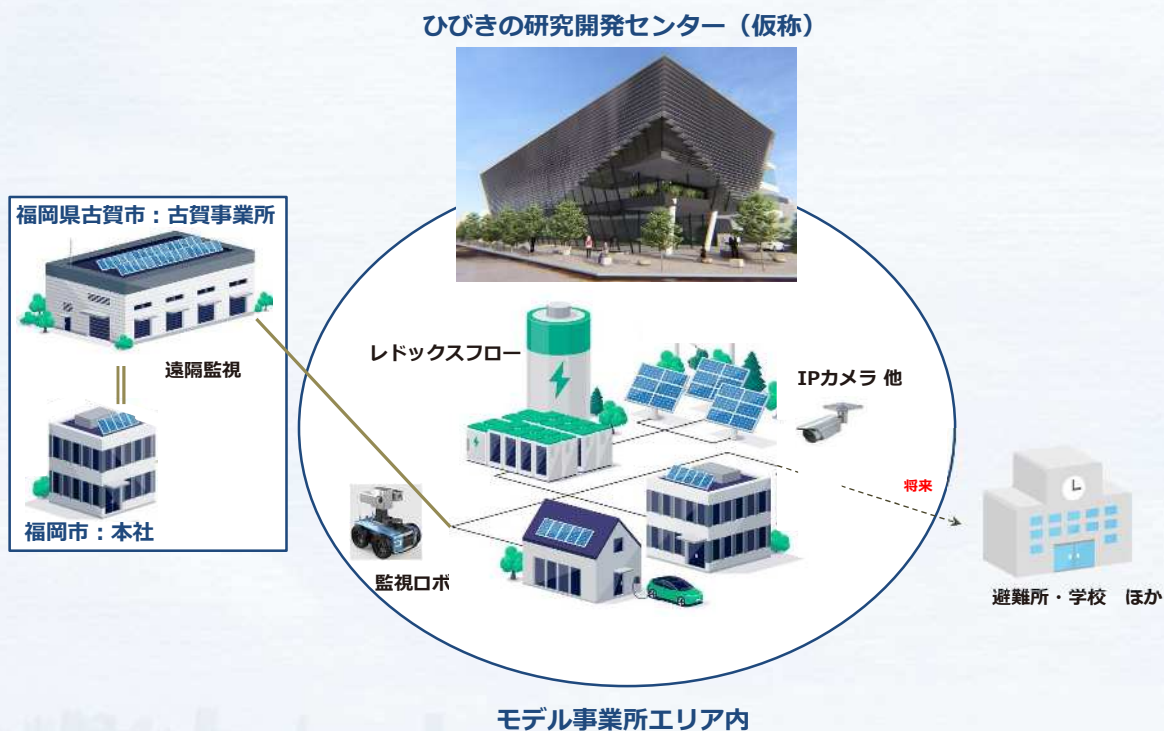 ひびきの研究開発センター（仮称）
福岡県古賀市：古賀事業所
遠隔監視
福岡市：本社
レドックスフロー
IPカメラ 他
監視ロボ
将来
避難所・学校　ほか
モデル事業所エリア内